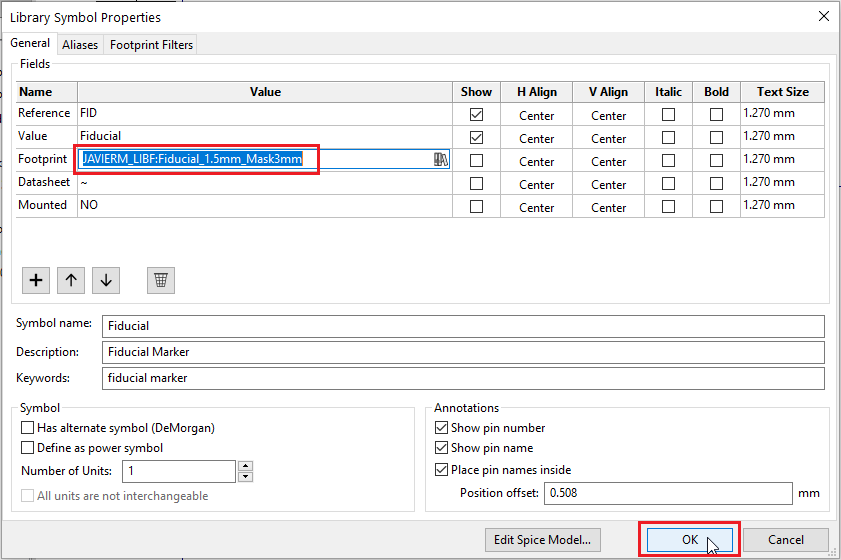 Library Symbol Properties
General Aliases Footprint Filters
Fields
Name Value Show H Align V Align Italic Bold Text Size
Reference FID Center Center 1.270 mm
Value Fiducial Center Center 1.270 mm
Footprint JAVIERM_LIBF:Fiducial_1.5mm_Mask3mm Center Center 1.270 mm
Datasheet ~ Center Center 1.270 mm
Mounted NO Center Center 1.270 mm
Symbol name: Fiducial
Description: Fiducial Marker
Keywords: fiducial marker
Symbol Annotations
Has alternate symbol (DeMorgan) Show pin number
Define as power symbol Show pin name
Number of Units: 1 Place pin names inside
All units are not interchangeable Position offset: 0.508 mm
Edit Spice Model... OK Cancel